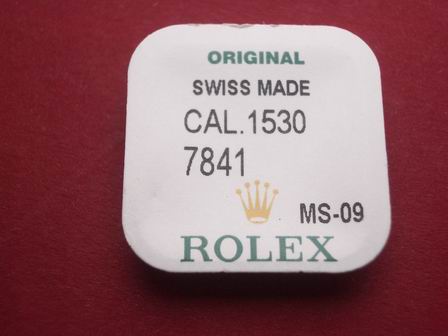 ORIGINAL
SWISS MADE
CAL.1530
7841
MS-09
ROLEX